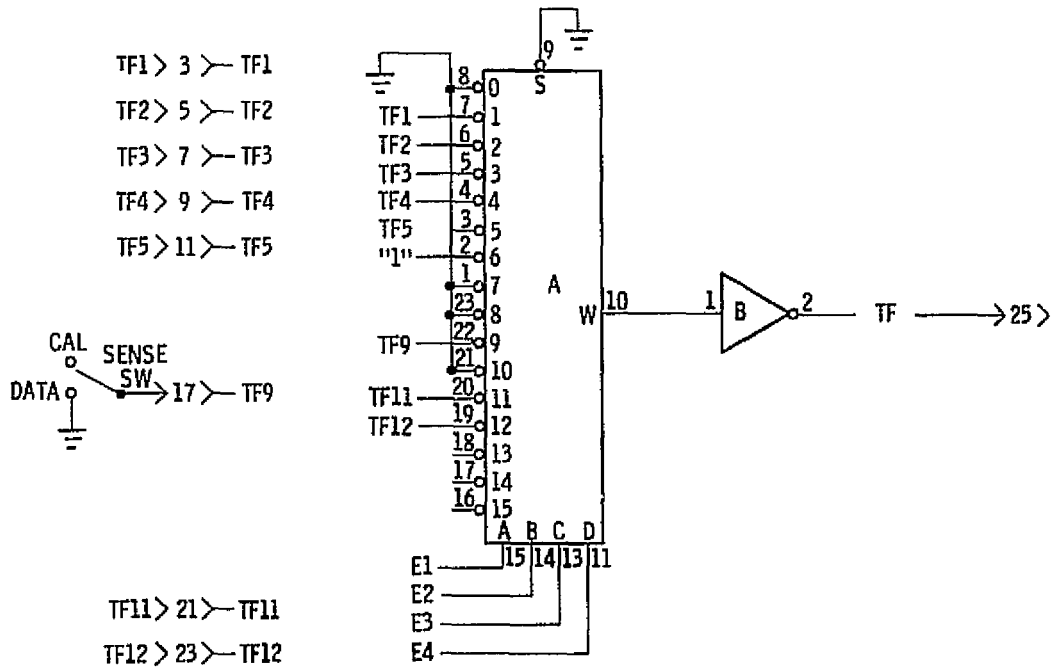 9
S
TF1 > 3 >— TF1
TF2 > 5 >— TF2
TF3 > 7 >— TF3
TF4 > 9 >— TF4
TF5 > 11 >— TF5
8 0
TF1 7 1
TF2 6 2
TF3 5 3
TF4 4 4
TF5 3 5
"1" 2 6
1 7
23 8
TF9 22 9
21 10
TF11 20 11
TF12 19 12
18 13
17 14
16 15
A
W 10
1 B 2
TF 25 >
CAL
SENSE
SW
DATA
17 >— TF9
A B C D
15 14 13 11
E1
E2
E3
E4
TF11 > 21 >— TF11
TF12 > 23 >— TF12